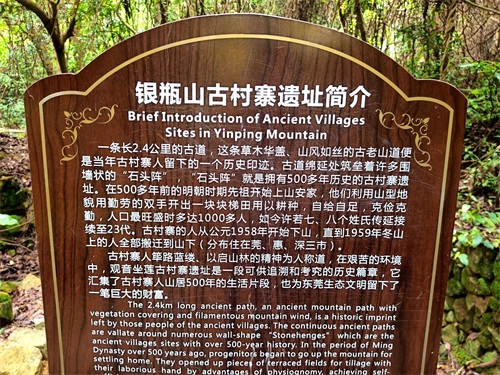 银瓶山古村寨遗址简介
Brief Introduction of Ancient Villages
Sites in Yinping Mountain
一条长2.4公里的古道，这条草木华盖、山风如丝的古老山道便
是当年古村寨人留下的一个历史印迹。古道绵延处筑垒着许多围
墙状的“石头阵”，“石头阵”就是拥有500多年历史的古村寨遗
址。在500多年前的明朝时期先祖开始上山安家，他们利用山型地
貌用勤劳的双手开出一块块梯田用以耕种，自给自足，克俭克
勤，人口最旺盛时多达1000多人，如今许若七、八个姓氏传延接
续至23代。古村寨的人从公元1958年开始下山，直到1959年冬山
上的人全部搬迁到山下（分布住在莞、惠、深三市）。
古村寨人筚路蓝缕、以启山林的精神为人称道，在艰苦的环境
中，观音坐莲古村寨遗址是一段可供追溯和考究的历史篇章，它
汇集了古村寨人山居500年的生活片段，也为东莞生态文明留下了
一笔巨大的财富。
The 2.4km long ancient path, an ancient mountain path with
vegetation covering and filamentous mountain wind, is a historic imprint
left by those people of the ancient villages. The continuous ancient paths
are stacked around numerous wall-shape "Stonehenges" which are the
ancient villages sites with over 500-year history. In the period of Ming
Dynasty over 500 years ago, progenitors began to go up the mountain for
settling home. They opened up pieces of terraced fields for tillage with
their laborious hand by advantages of physiognomy, achieving self-